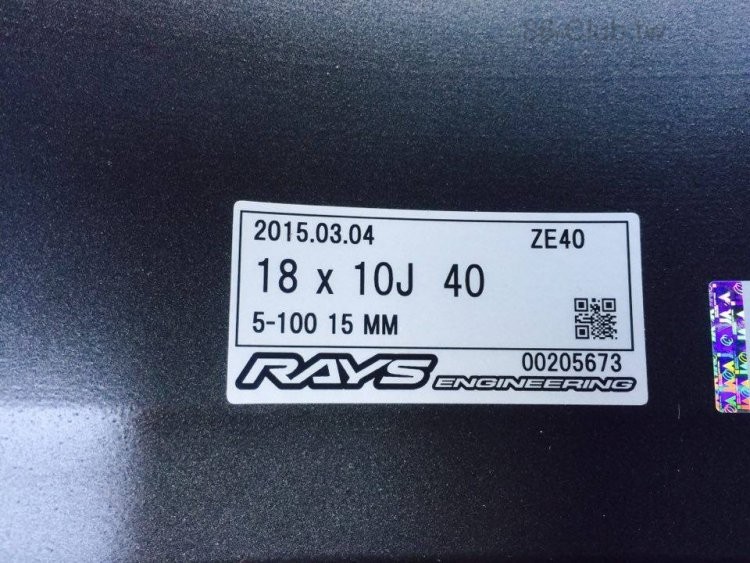 2015.03.04 ZE40
18 x 10J 40
5-100 15 MM
00205673
RAYS ENGINEERING